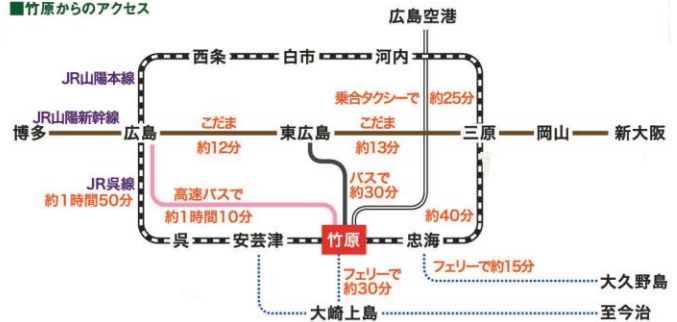 ■竹原からのアクセス
広島空港
西条
白市
河内
JR山陽本線
乗合タクシーで 約25分
JR山陽新幹線
こだま
こだま
博多
広島
東広島
三原
岡山
新大阪
約12分
約13分
JR呉線
約1時間50分
高速バスで
約1時間10分
バスで
約30分
約40分
呉
安芸津
竹原
忠海
フェリーで
約30分
フェリーで約15分
大久野島
大崎上島
至今治